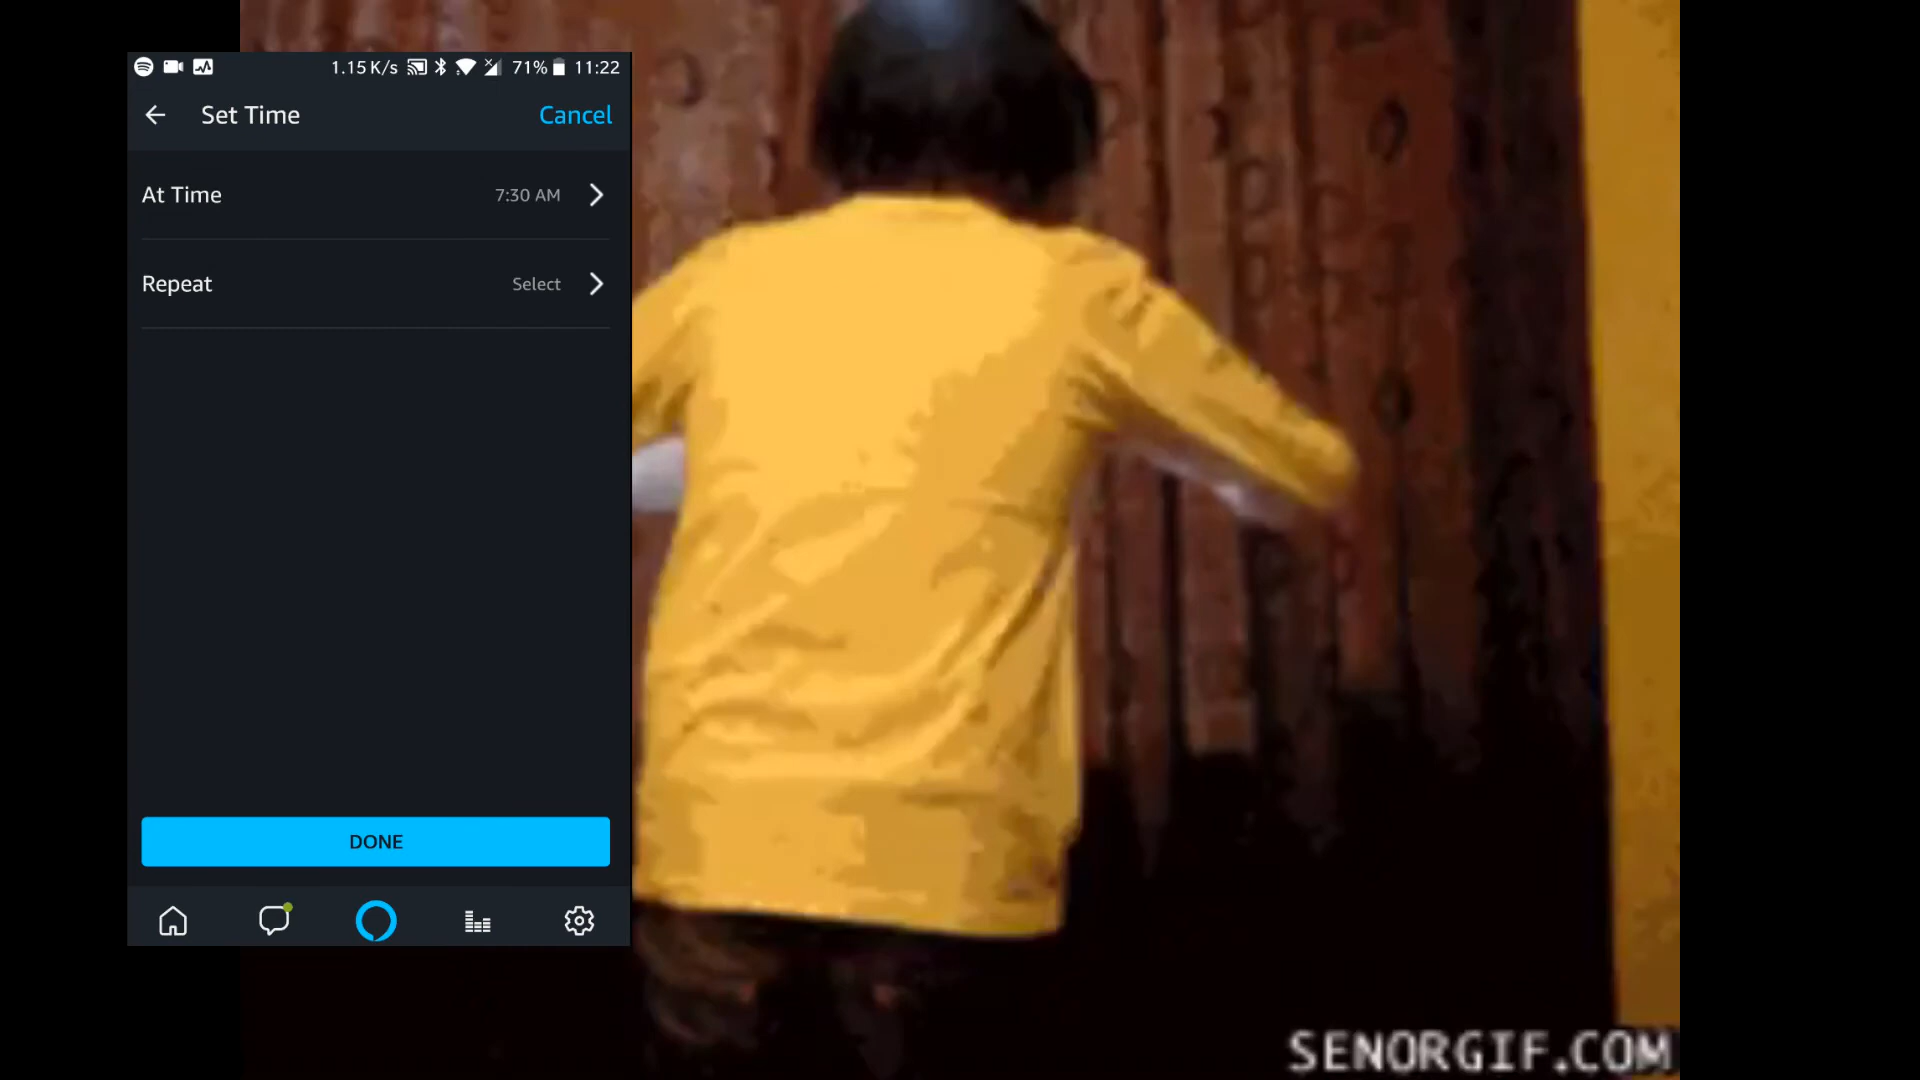 1.15 K/s 71% 11:22
Set Time Cancel
At Time 7:30 AM
Repeat Select
DONE
SENORGIF.COM